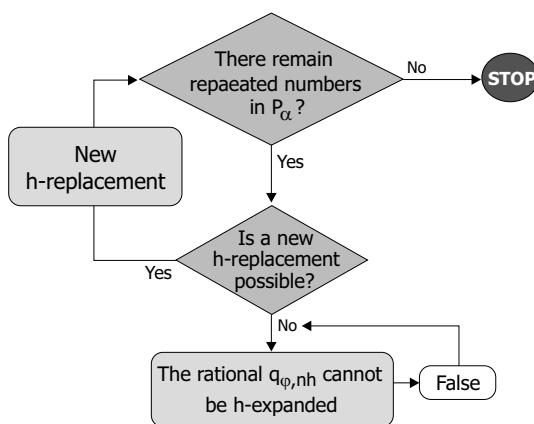 There remain
repaeated numbers
in Pα?
No
STOP
Yes
New
h-replacement
Is a new
h-replacement
possible?
Yes
No
The rational qφ,nh cannot
be h-expanded
False